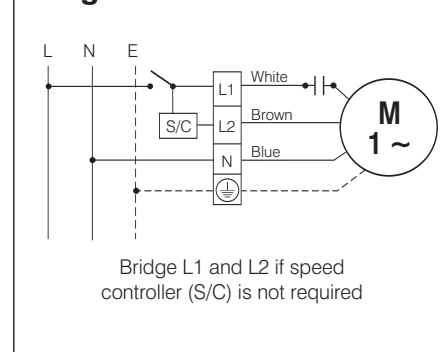 L N E
L1 White
S/C L2 Brown
N Blue
M
1 ~
Bridge L1 and L2 if speed
controller (S/C) is not required